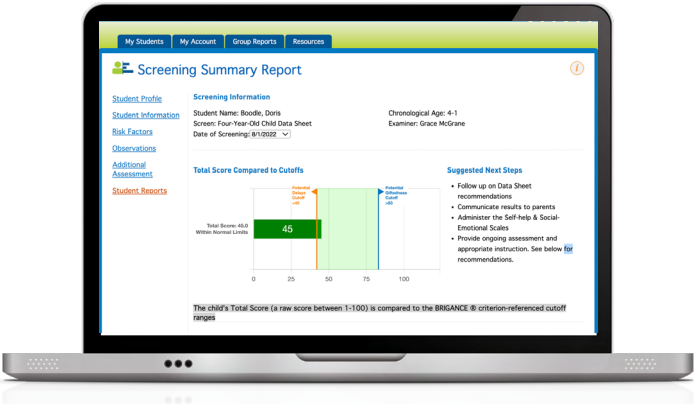 My Students My Account Group Reports Resources
Screening Summary Report
i
Student Profile
Student Information
Risk Factors
Observations
Additional
Assessment
Student Reports
Screening Information
Student Name: Boodle, Doris
Screen: Four-Year-Old Child Data Sheet
Date of Screening: 8/1/2022
Chronological Age: 4-1
Examiner: Grace McGrane
Total Score Compared to Cutoffs
Potential
Delays
Cutoff
Potential
Giftedness
Cutoff
Total Score: 45.0
Within Normal Limits
45
0 25 50 75 100
Suggested Next Steps
• Follow up on Data Sheet
recommendations
• Communicate results to parents
• Administer the Self-help & Social-
Emotional Scales
• Provide ongoing assessment and
appropriate instruction. See below for
recommendations.
The child's Total Score (a raw score between 1-100) is compared to the BRIGANCE ® criterion-referenced cutoff
ranges